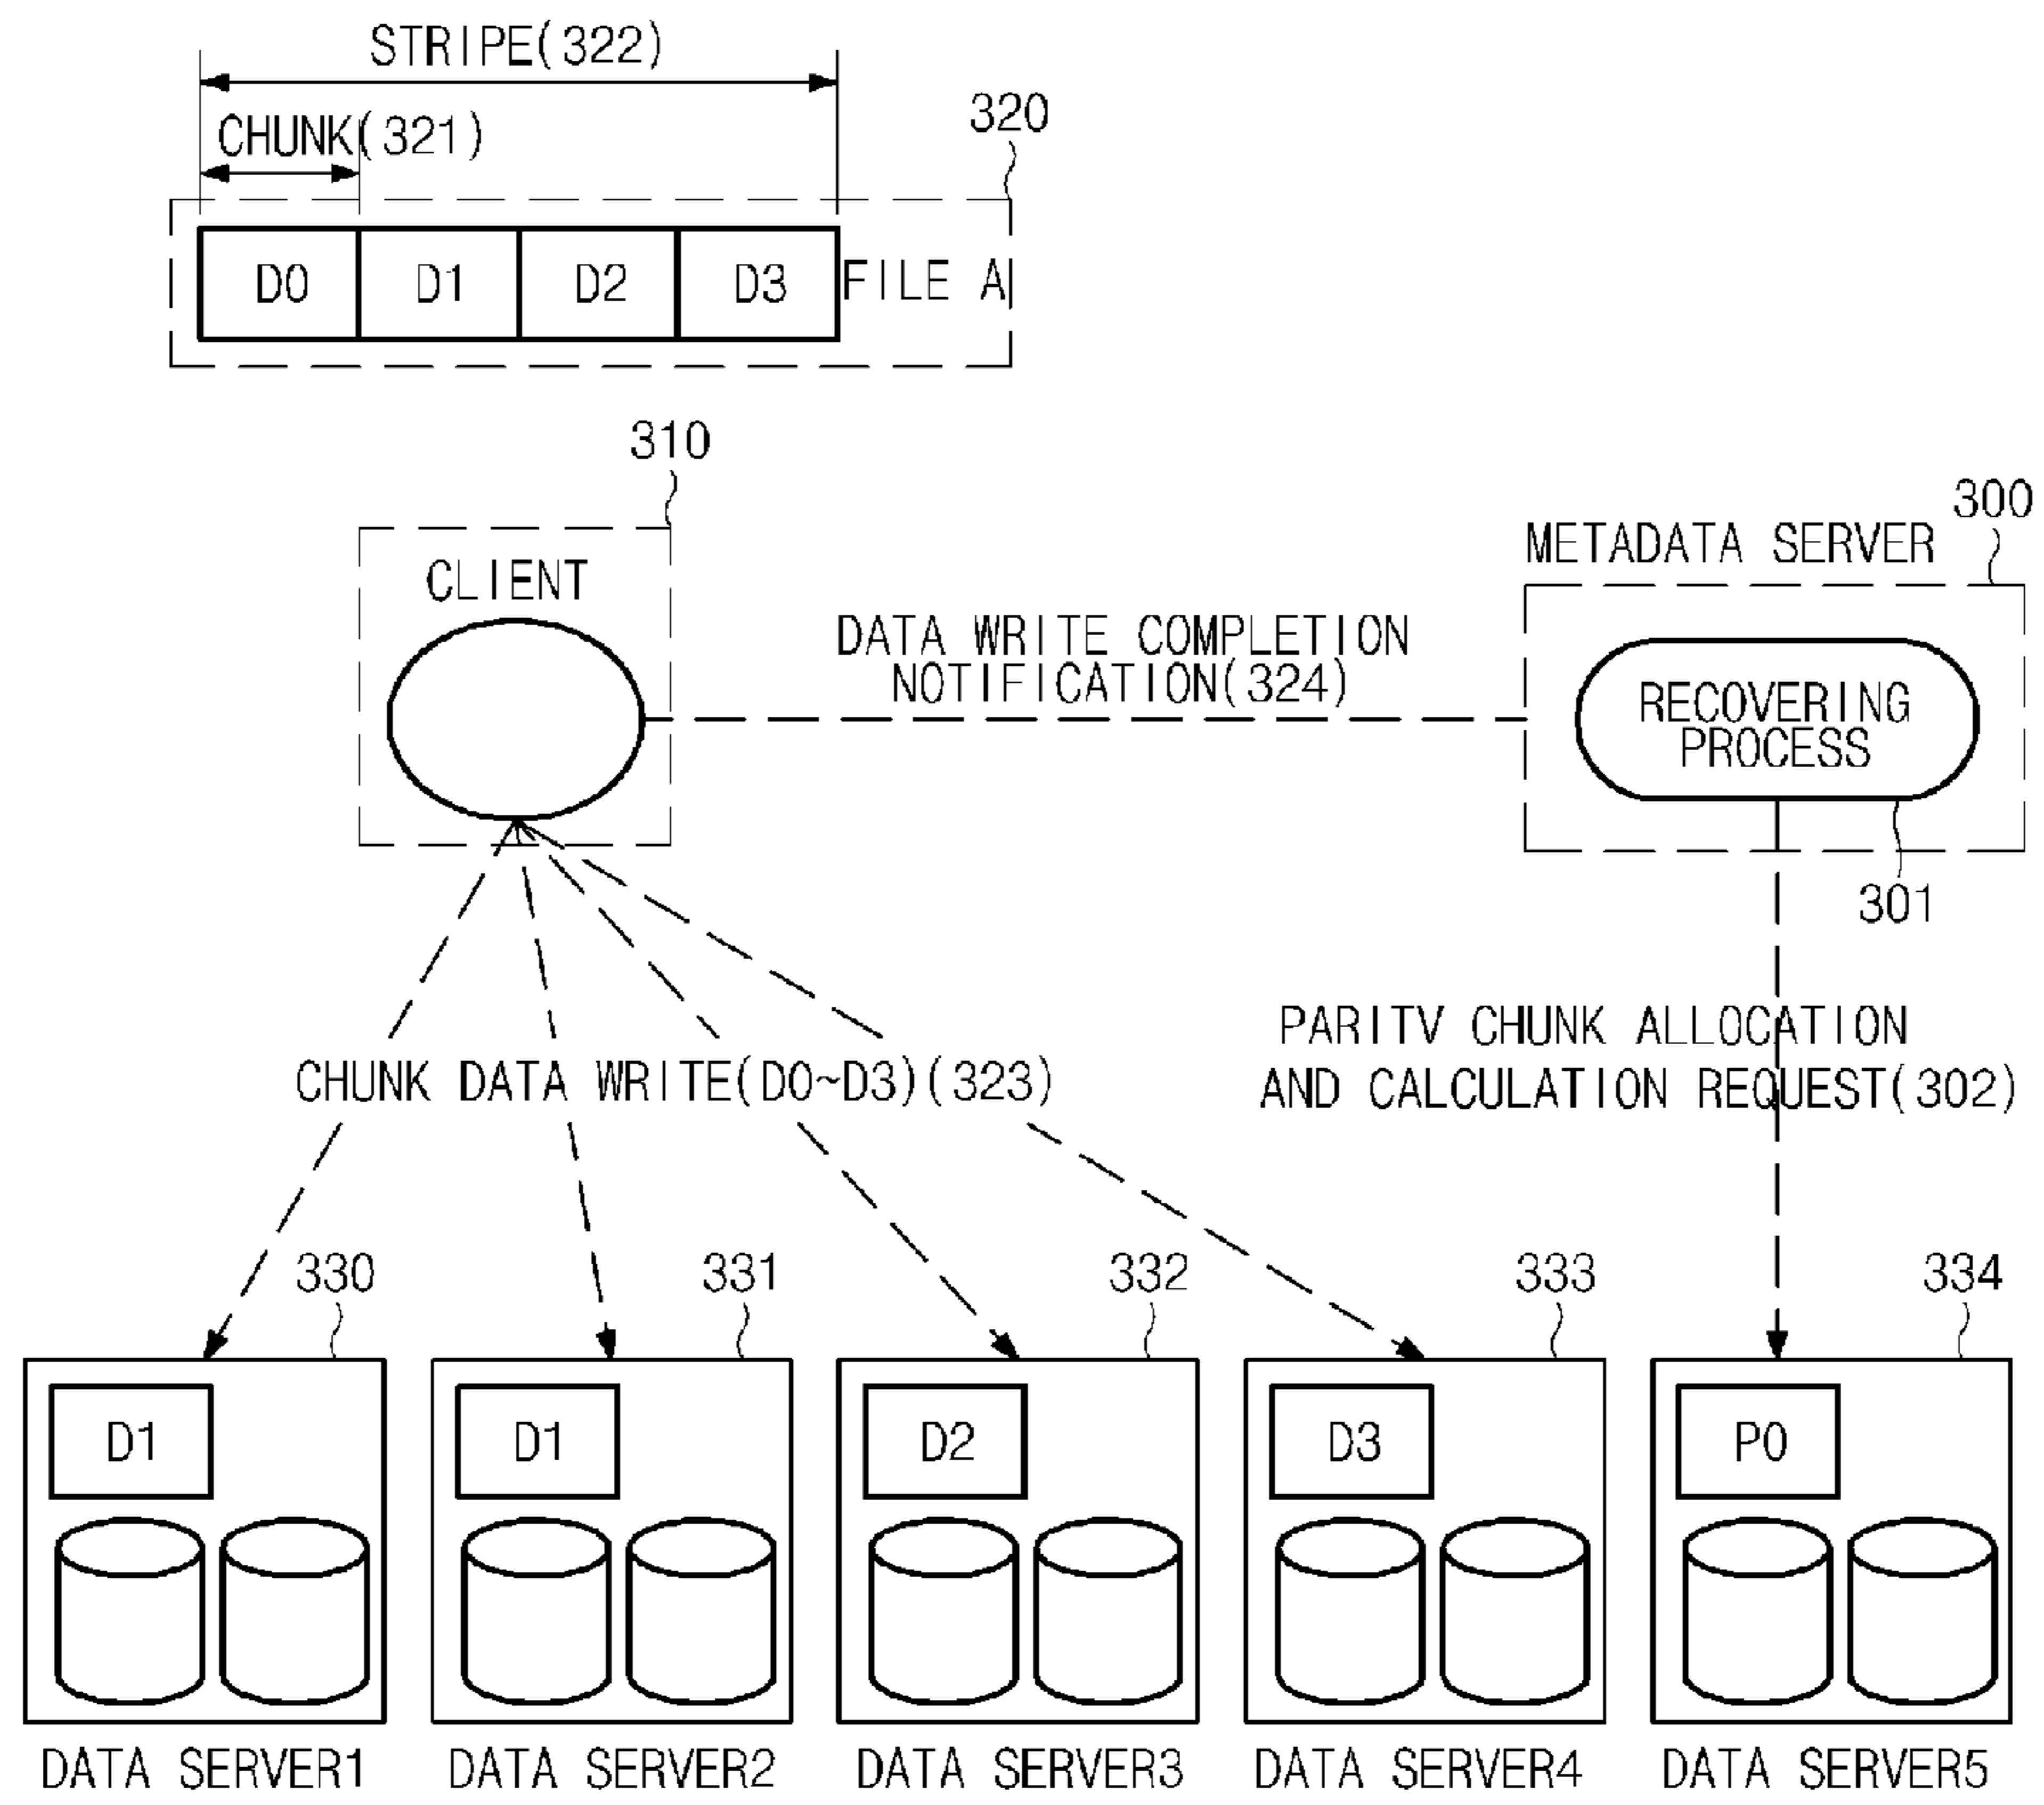 STRIPE(322)
CHUNK(321)
320
D0 D1 D2 D3 FILE A
310
300
CLIENT
METADATA SERVER
DATA WRITE COMPLETION
NOTIFICATION(324)
RECOVERING
PROCESS
301
PARITV CHUNK ALLOCATION
AND CALCULATION REQUEST(302)
CHUNK DATA WRITE(D0~D3)(323)
330 331 332 333 334
D1 D1 D2 D3 P0
DATA SERVER1 DATA SERVER2 DATA SERVER3 DATA SERVER4 DATA SERVER5